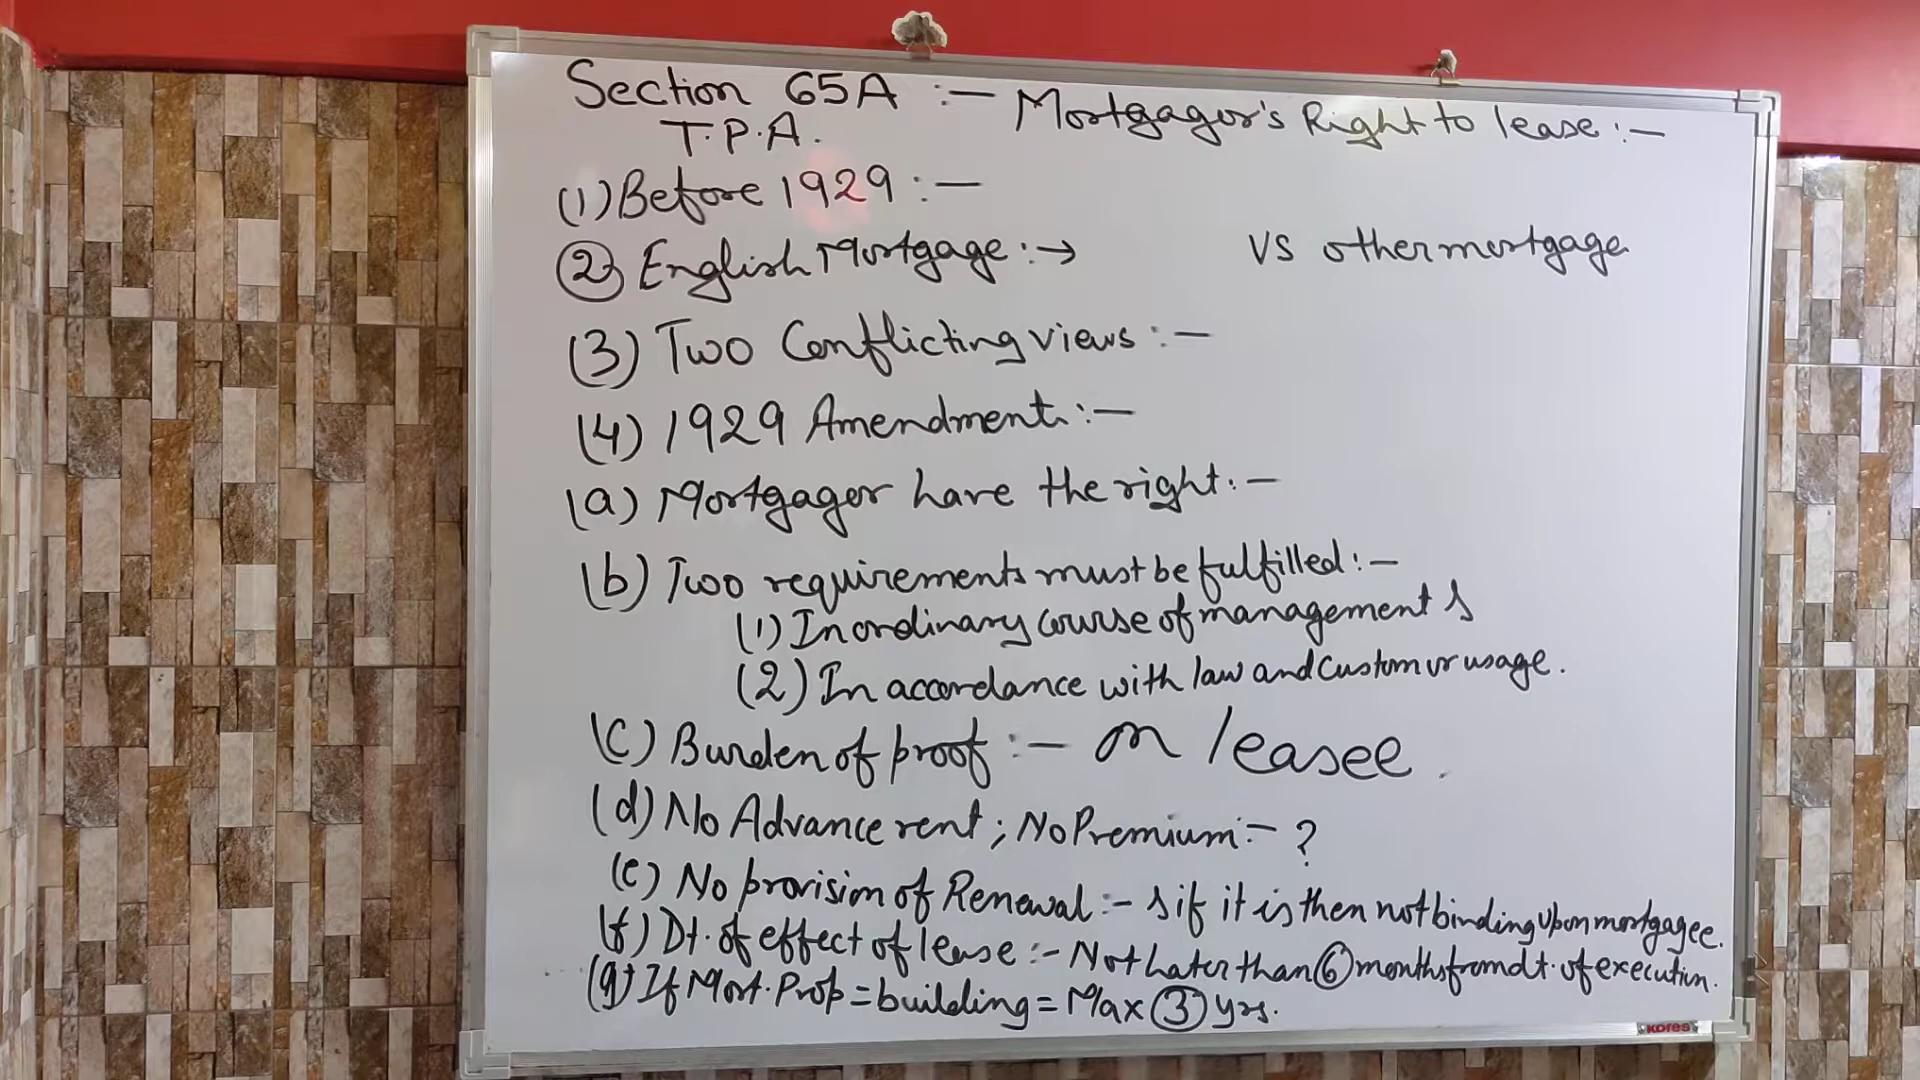 Section 65A :- Mortgagor's Right to lease :-
T.P.A.
(1) Before 1929 :-
(2) English Mortgage :→ VS other mortgage
(3) Two Conflicting views :-
(4) 1929 Amendment :-
(a) Mortgager have the right :-
(b) Two requirements must be fulfilled :-
(1) In ordinary course of management &
(2) In accordance with law and custom or usage.
(C) Burden of proof :- on leasee.
(d) No Advance rent ; No Premium :- ?
(e) No provision of Renewal :- & if it is then not binding upon mortgagee.
(f) Dt. of effect of lease :- Not later than 6 months from dt. of execution.
(g) If Mort. Prop = building = Max 3 yrs.
kores